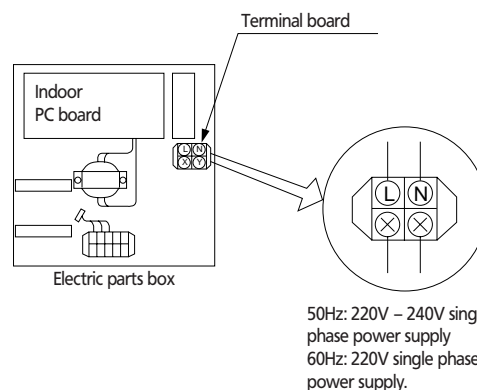 Terminal board
Indoor
PC board
L N
X Y
L N
Electric parts box
50Hz: 220V – 240V sing
phase power supply
60Hz: 220V single phase
power supply.